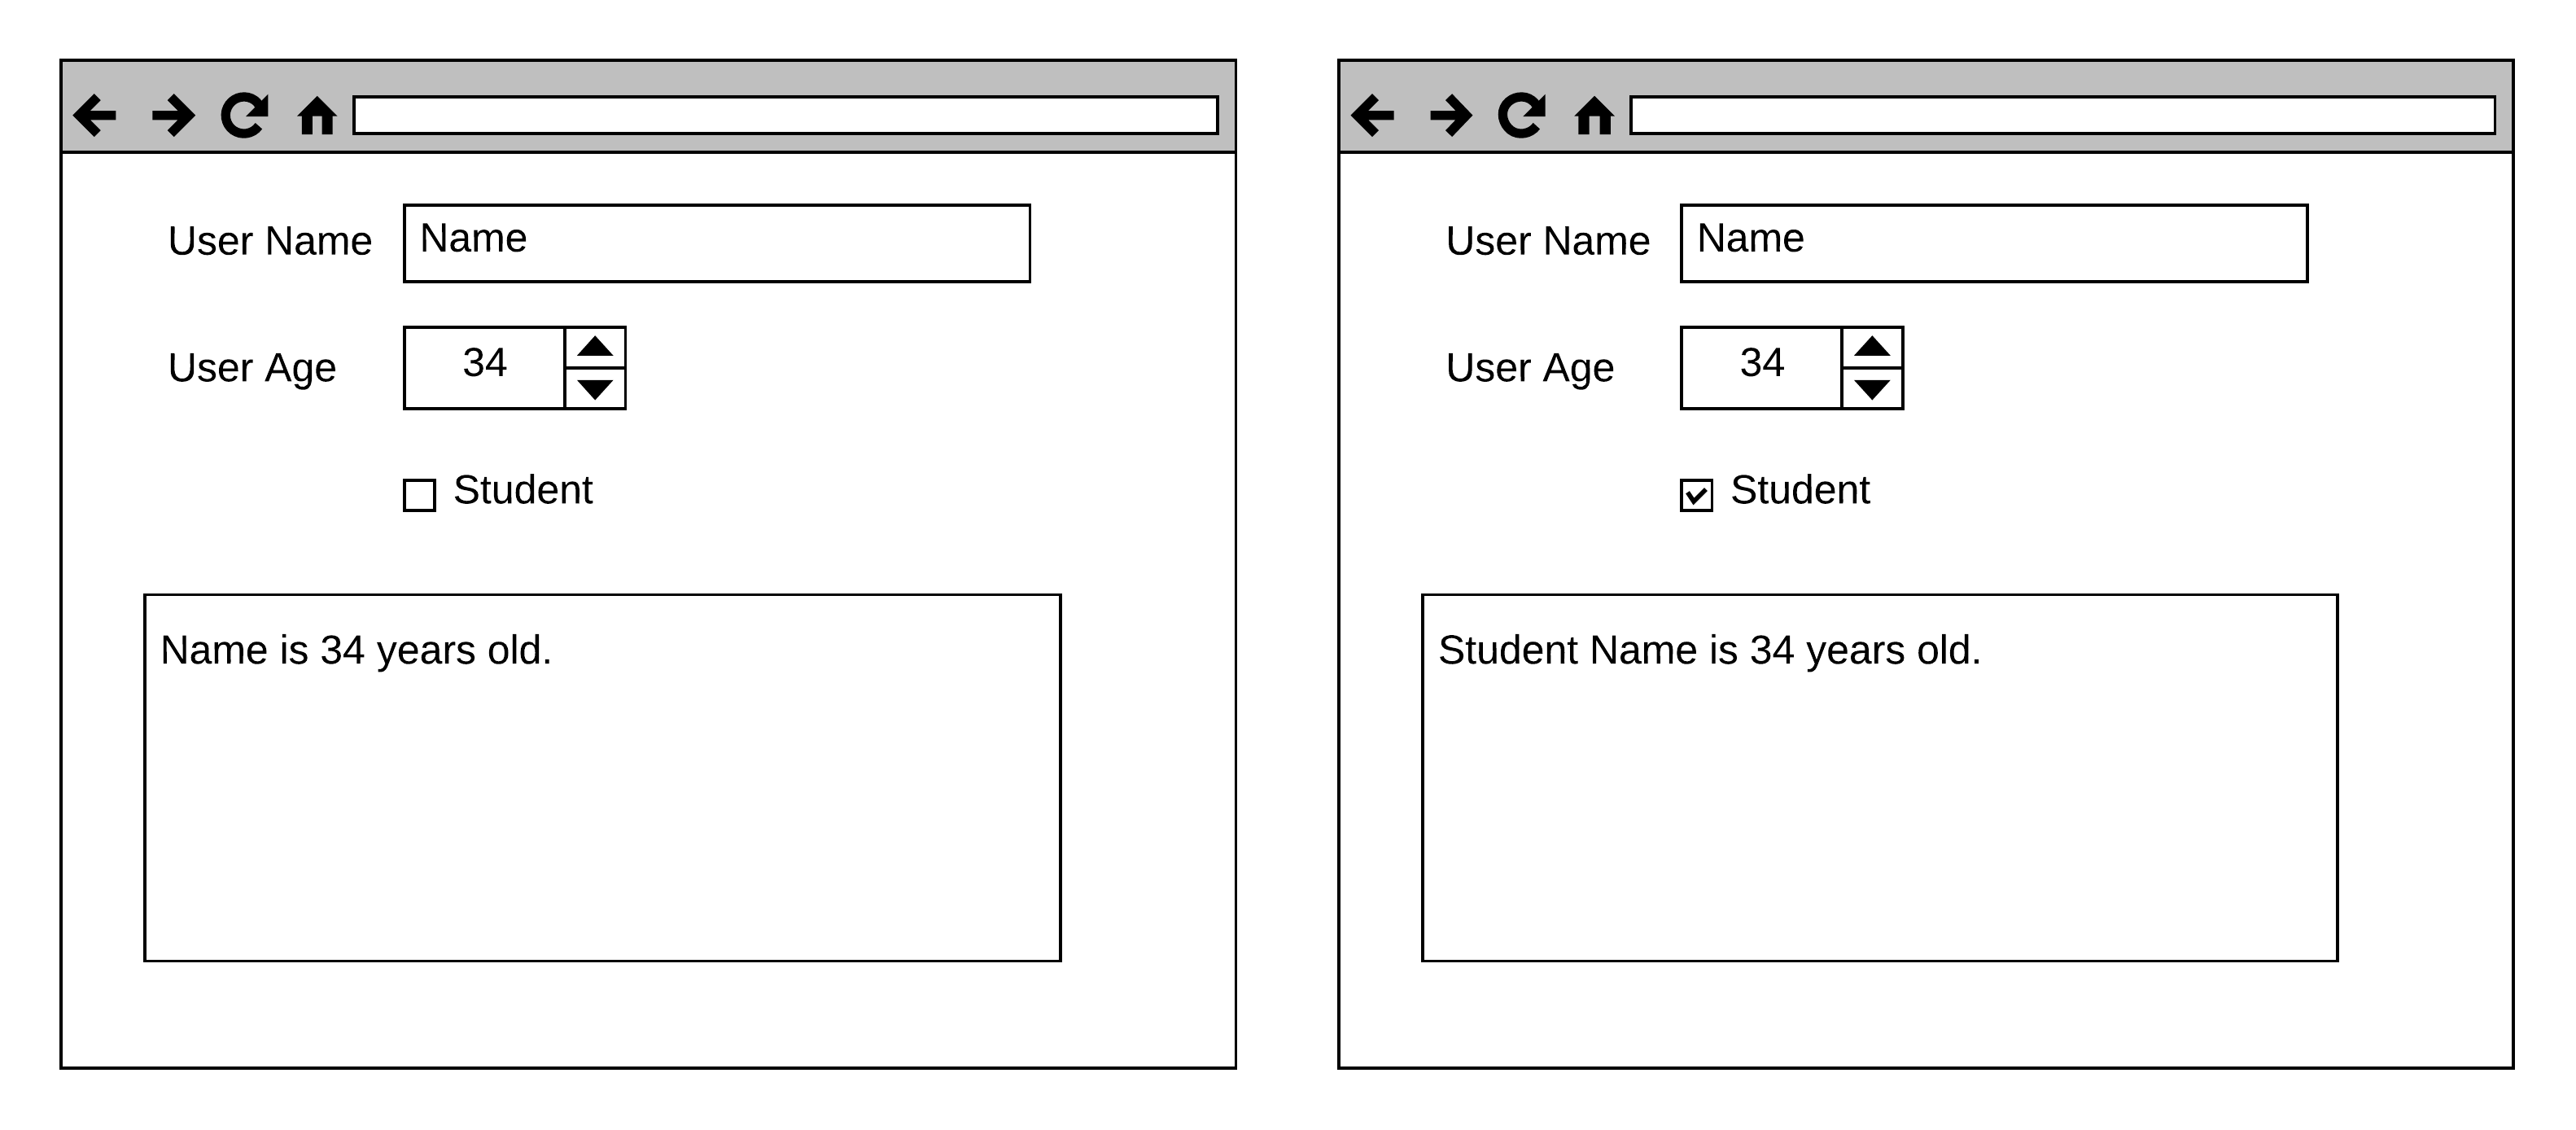 User Name Name
User Age 34
Student
Name is 34 years old.
User Name Name
User Age 34
Student
Student Name is 34 years old.